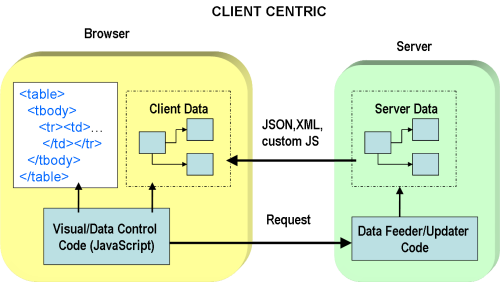 CLIENT CENTRIC
Browser
Server
<table>
<tbody>
<tr><td>...
</td></tr>
</tbody>
</table>
Client Data
JSON,XML,
custom JS
Server Data
Visual/Data Control
Code (JavaScript)
Request
Data Feeder/Updater
Code